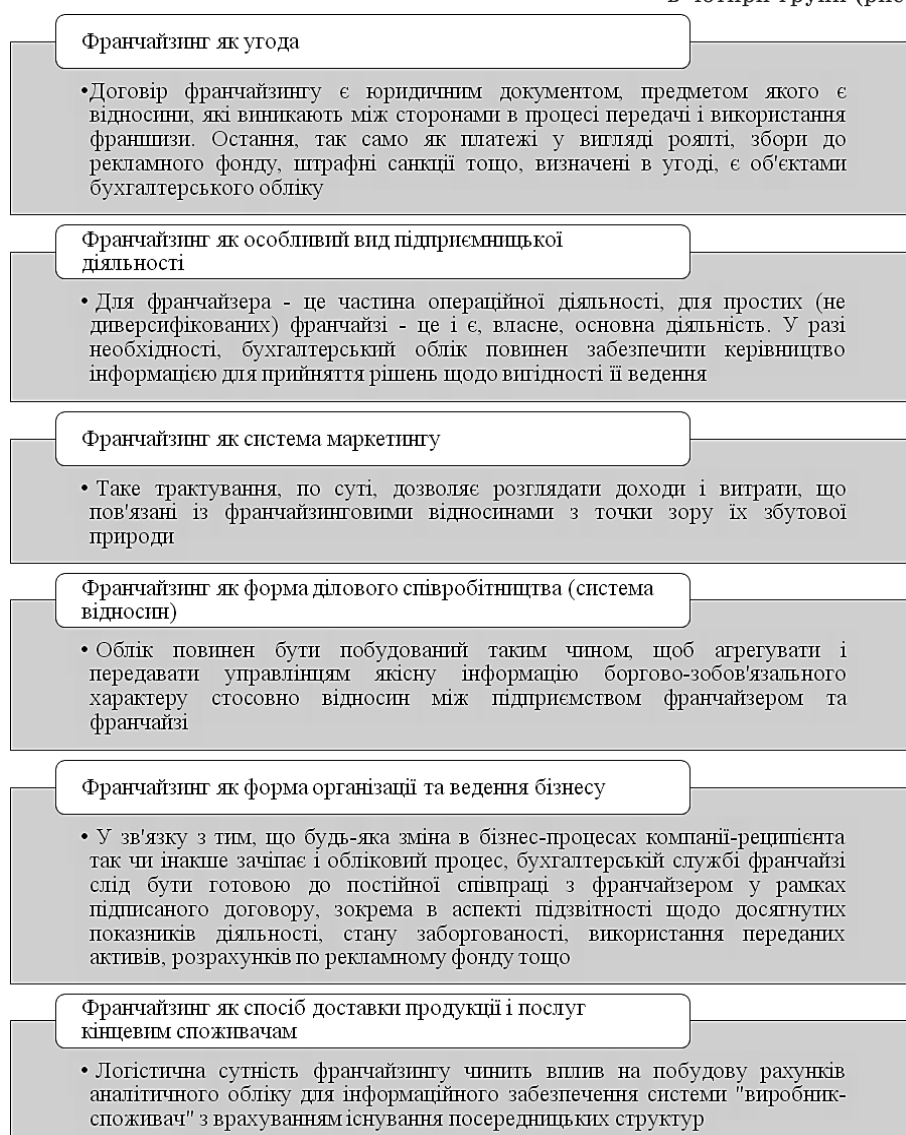 в чотири групи (рис
Франчайзинг як угода
•Договір франчайзингу є юридичним документом, предметом якого є
відносини, які виникають між сторонами в процесі передачі і використання
франшизи. Остання, так само як платежі у вигляді роялті, збори до
рекламного фонду, штрафні санкції тощо, визначені в угоді, є об'єктами
бухгалтерського обліку
Франчайзинг як особливий вид підприємницької
діяльності
• Для франчайзера - це частина операційної діяльності, для простих (не
диверсифікованих) франчайзі - це і є, власне, основна діяльність. У разі
необхідності, бухгалтерський облік повинен забезпечити керівництво
інформацією для прийняття рішень щодо вигідності її ведення
Франчайзинг як система маркетингу
• Таке трактування, по суті, дозволяє розглядати доходи і витрати, що
пов'язані із франчайзинговими відносинами з точки зору їх збутової
природи
Франчайзинг як форма ділового співробітництва (система
відносин)
• Облік повинен бути побудований таким чином, щоб агрегувати і
передавати управлінцям якісну інформацію боргово-зобов'язального
характеру стосовно відносин між підприємством франчайзером та
франчайзі
Франчайзинг як форма організації та ведення бізнесу
• У зв'язку з тим, що будь-яка зміна в бізнес-процесах компанії-реципієнта
так чи інакше зачіпає і обліковий процес, бухгалтерській службі франчайзі
слід бути готовою до постійної співпраці з франчайзером у рамках
підписаного договору, зокрема в аспекті підзвітності щодо досягнутих
показників діяльності, стану заборгованості, використання переданих
активів, розрахунків по рекламному фонду тощо
Франчайзинг як спосіб доставки продукції і послуг
кінцевим споживачам
• Логістична сутність франчайзингу чинить вплив на побудову рахунків
аналітичного обліку для інформаційного забезпечення системи "виробник-
споживач" з врахуванням існування посередницьких структур